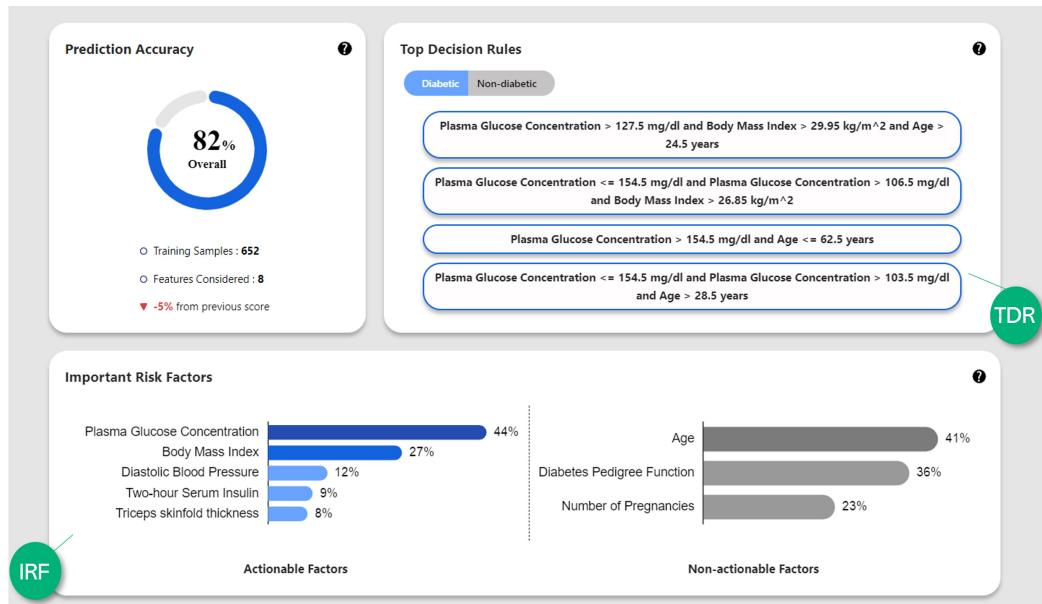 Prediction Accuracy
?
82%
Overall
Training Samples : 652
Features Considered : 8
▼ -5% from previous score
Top Decision Rules
?
Diabetic Non-diabetic
Plasma Glucose Concentration > 127.5 mg/dl and Body Mass Index > 29.95 kg/m^2 and Age >
24.5 years
Plasma Glucose Concentration <= 154.5 mg/dl and Plasma Glucose Concentration > 106.5 mg/dl
and Body Mass Index > 26.85 kg/m^2
Plasma Glucose Concentration > 154.5 mg/dl and Age <= 62.5 years
Plasma Glucose Concentration <= 154.5 mg/dl and Plasma Glucose Concentration > 103.5 mg/dl
and Age > 28.5 years
TDR
Important Risk Factors
?
Plasma Glucose Concentration 44%
Body Mass Index 27%
Diastolic Blood Pressure 12%
Two-hour Serum Insulin 9%
Triceps skinfold thickness 8%
Actionable Factors
Age 41%
Diabetes Pedigree Function 36%
Number of Pregnancies 23%
Non-actionable Factors
IRF